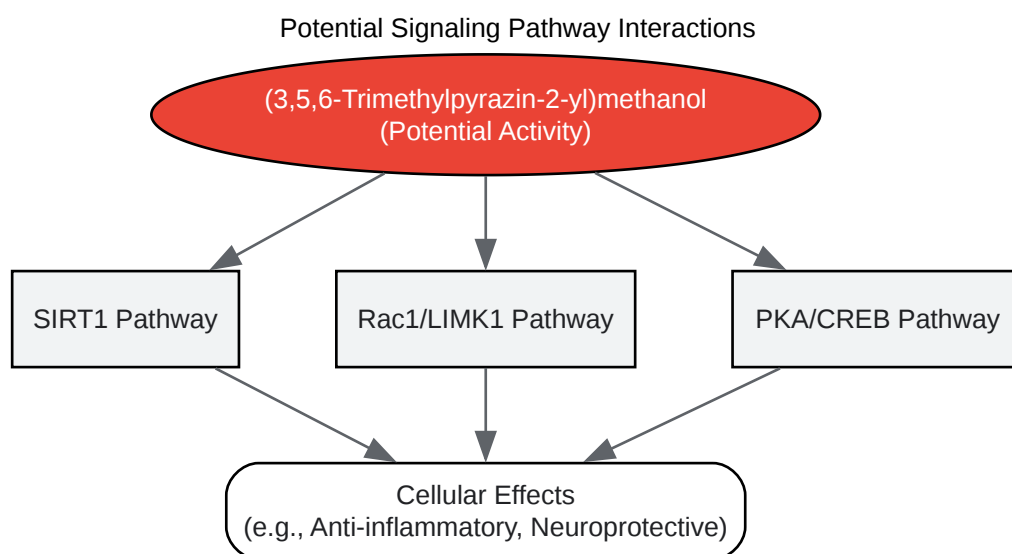 Potential Signaling Pathway Interactions
(3,5,6-Trimethylpyrazin-2-yl)methanol
(Potential Activity)
SIRT1 Pathway
Rac1/LIMK1 Pathway
PKA/CREB Pathway
Cellular Effects
(e.g., Anti-inflammatory, Neuroprotective)